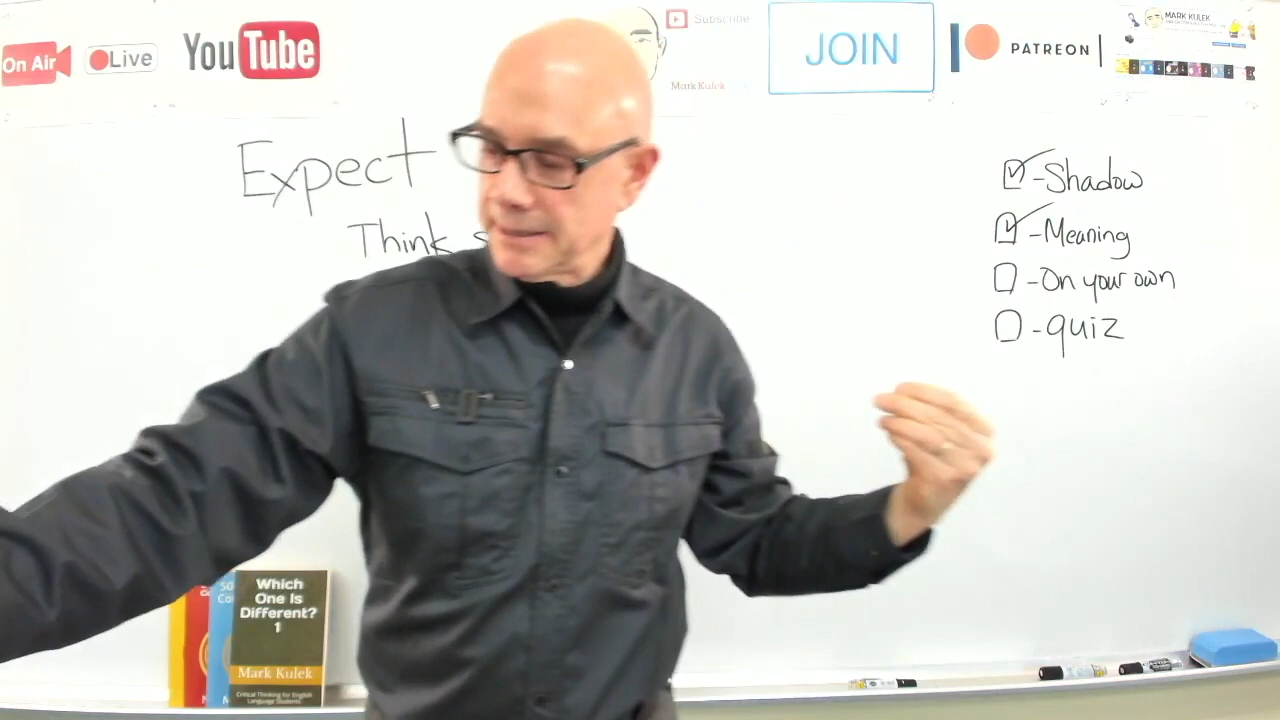 On Air
Live
YouTube
Subscribe
Mark Kulek
JOIN
PATREON
MARK KULEK
Expect
Think
-Shadow
-Meaning
-On your own
-quiz
Which
One Is
Different?
1
Mark Kulek
Critical Thinking for English
Language Students